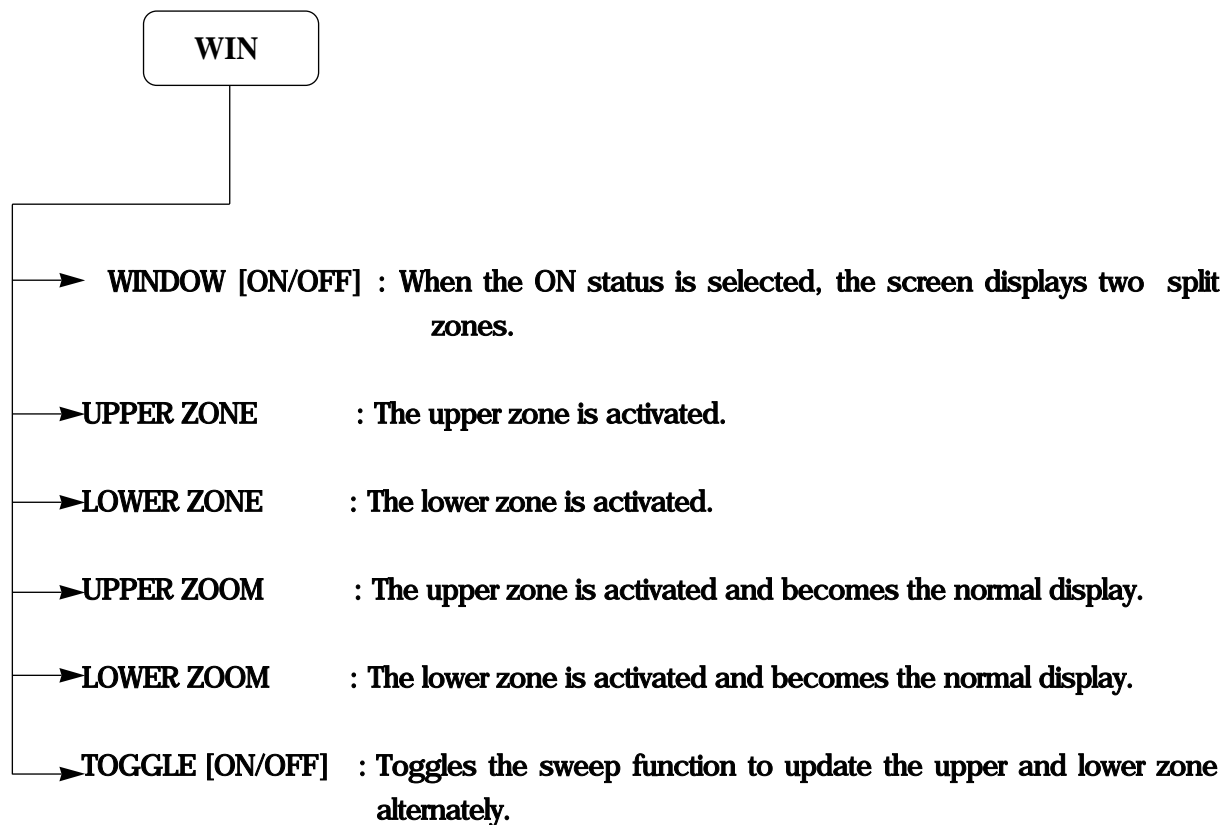 WIN
WINDOW [ON/OFF] : When the ON status is selected, the screen displays two split
zones.
UPPER ZONE : The upper zone is activated.
LOWER ZONE : The lower zone is activated.
UPPER ZOOM : The upper zone is activated and becomes the normal display.
LOWER ZOOM : The lower zone is activated and becomes the normal display.
TOGGLE [ON/OFF] : Toggles the sweep function to update the upper and lower zone
alternately.